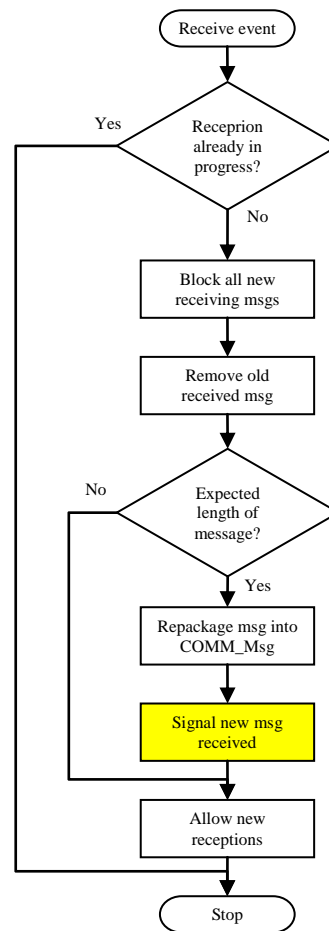 Receive event
Yes
Receprion
already in
progress?
No
Block all new
receiving msgs
Remove old
received msg
No
Expected
length of
message?
Yes
Repackage msg into
COMM_Msg
Signal new msg
received
Allow new
receptions
Stop